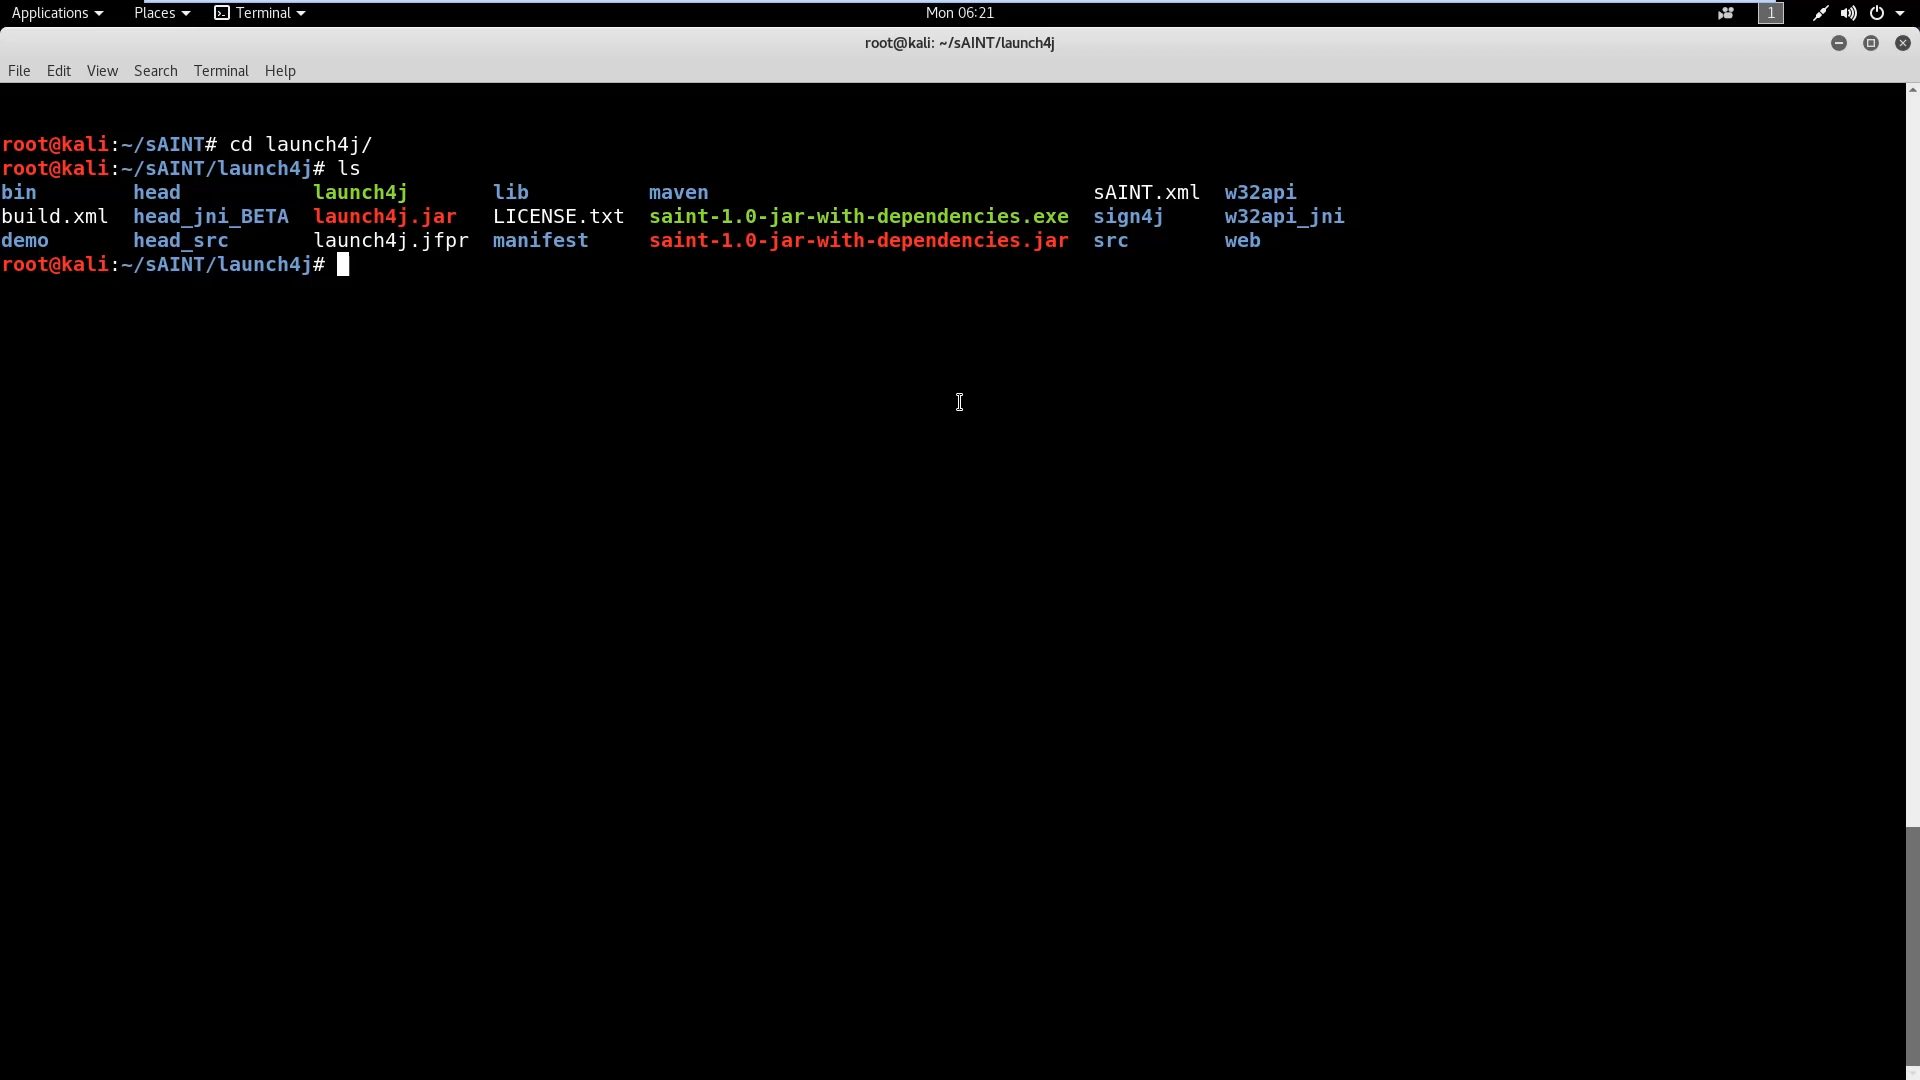 Applications Places Terminal Mon 06:21 1
root@kali: ~/sAINT/launch4j
File Edit View Search Terminal Help
root@kali:~/sAINT# cd launch4j/
root@kali:~/sAINT/launch4j# ls
bin head launch4j lib maven sAINT.xml w32api
build.xml head_jni_BETA launch4j.jar LICENSE.txt saint-1.0-jar-with-dependencies.exe sign4j w32api_jni
demo head_src launch4j.jfpr manifest saint-1.0-jar-with-dependencies.jar src web
root@kali:~/sAINT/launch4j#